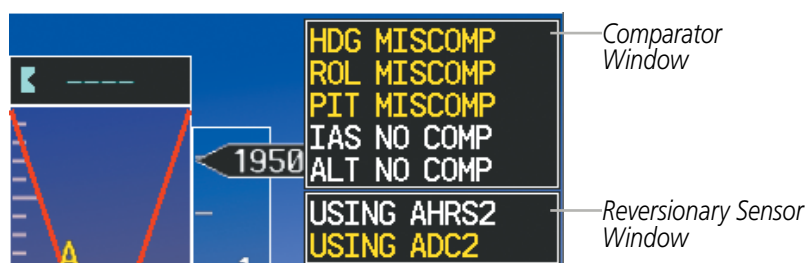 HDG MISCOMP
ROL MISCOMP
PIT MISCOMP
IAS NO COMP
ALT NO COMP
Comparator
Window
----
1950
USING AHRS2
USING ADC2
Reversionary Sensor
Window